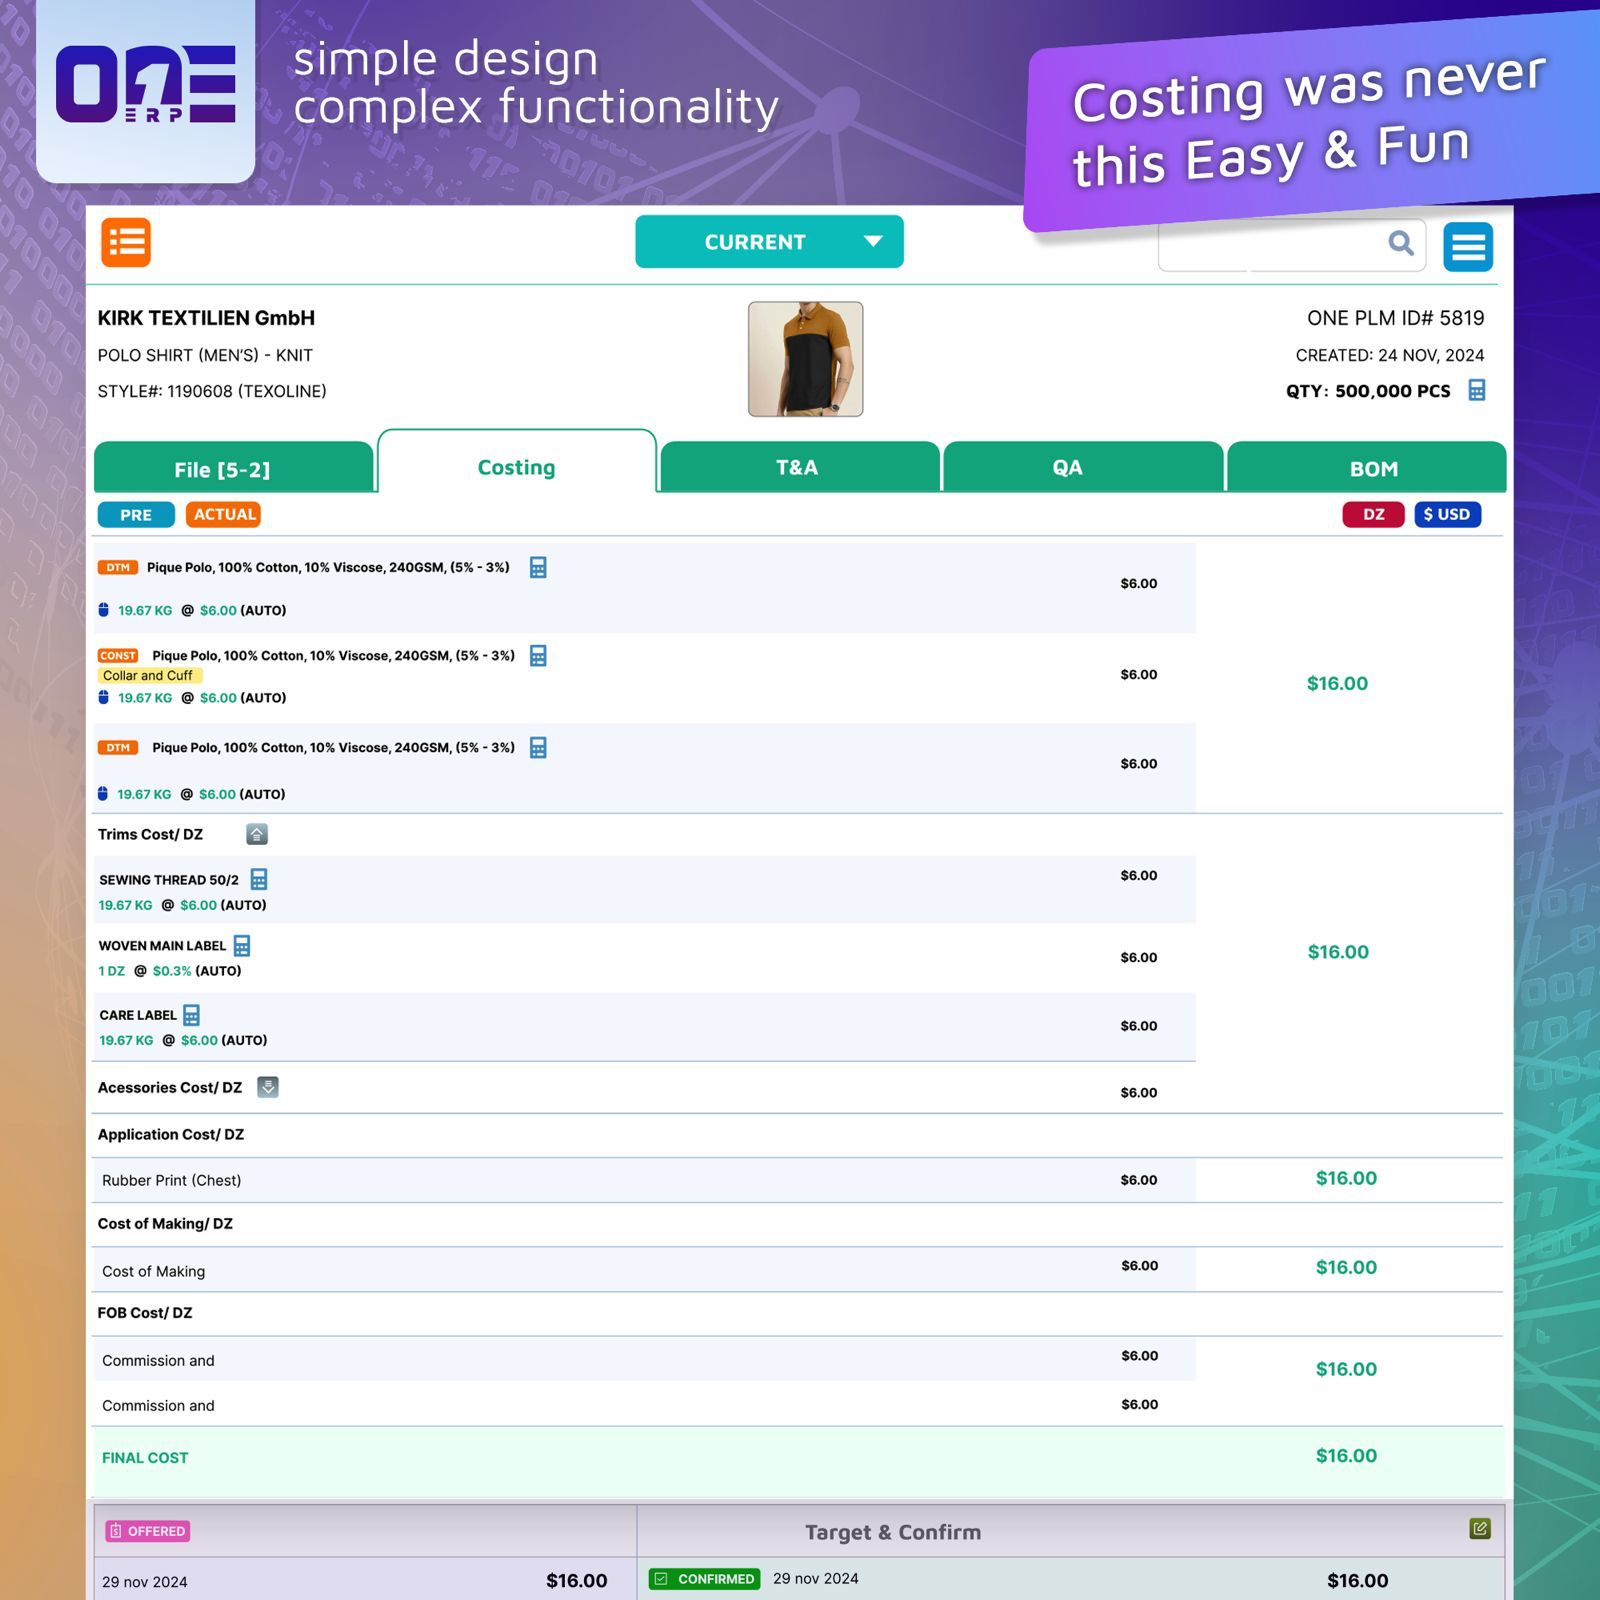 ONE
ERP
simple design
complex functionality
Costing was never
this Easy & Fun
CURRENT
KIRK TEXTILIEN GmbH
POLO SHIRT (MEN'S) - KNIT
STYLE#: 1190608 (TEXOLINE)
ONE PLM ID# 5819
CREATED: 24 NOV, 2024
QTY: 500,000 PCS
File [5-2]
Costing
T&A
QA
BOM
PRE
ACTUAL
DZ
$ USD
DTM Pique Polo, 100% Cotton, 10% Viscose, 240GSM, (5% - 3%)
$6.00
19.67 KG @ $6.00 (AUTO)
CONST Pique Polo, 100% Cotton, 10% Viscose, 240GSM, (5% - 3%)
Collar and Cuff
$6.00
$16.00
19.67 KG @ $6.00 (AUTO)
DTM Pique Polo, 100% Cotton, 10% Viscose, 240GSM, (5% - 3%)
$6.00
19.67 KG @ $6.00 (AUTO)
Trims Cost/ DZ
SEWING THREAD 50/2
$6.00
19.67 KG @ $6.00 (AUTO)
WOVEN MAIN LABEL
$6.00
$16.00
1 DZ @ $0.3% (AUTO)
CARE LABEL
$6.00
19.67 KG @ $6.00 (AUTO)
Acessories Cost/ DZ
$6.00
Application Cost/ DZ
Rubber Print (Chest)
$6.00
$16.00
Cost of Making/ DZ
Cost of Making
$6.00
$16.00
FOB Cost/ DZ
Commission and
$6.00
$16.00
Commission and
$6.00
FINAL COST
$16.00
OFFERED
Target & Confirm
29 nov 2024
$16.00
CONFIRMED
29 nov 2024
$16.00